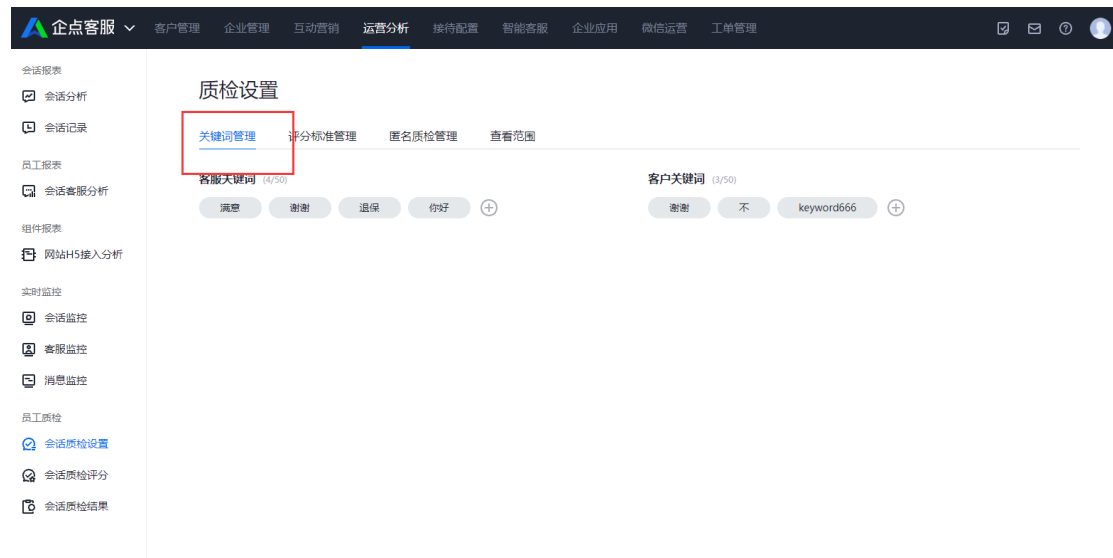 企点客服 客户管理 企业管理 互动营销 运营分析 接待配置 智能客服 企业应用 微信运营 工单管理
会话报表
会话分析
会话记录
员工报表
会话客服分析
组件报表
网站H5接入分析
实时监控
会话监控
客服监控
消息监控
员工质检
会话质检设置
会话质检评分
会话质检结果
质检设置
关键词管理 评分标准管理 匿名质检管理 查看范围
客服关键词 (4/50)
满意 谢谢 退保 你好
客户关键词 (3/50)
谢谢 不 keyword666